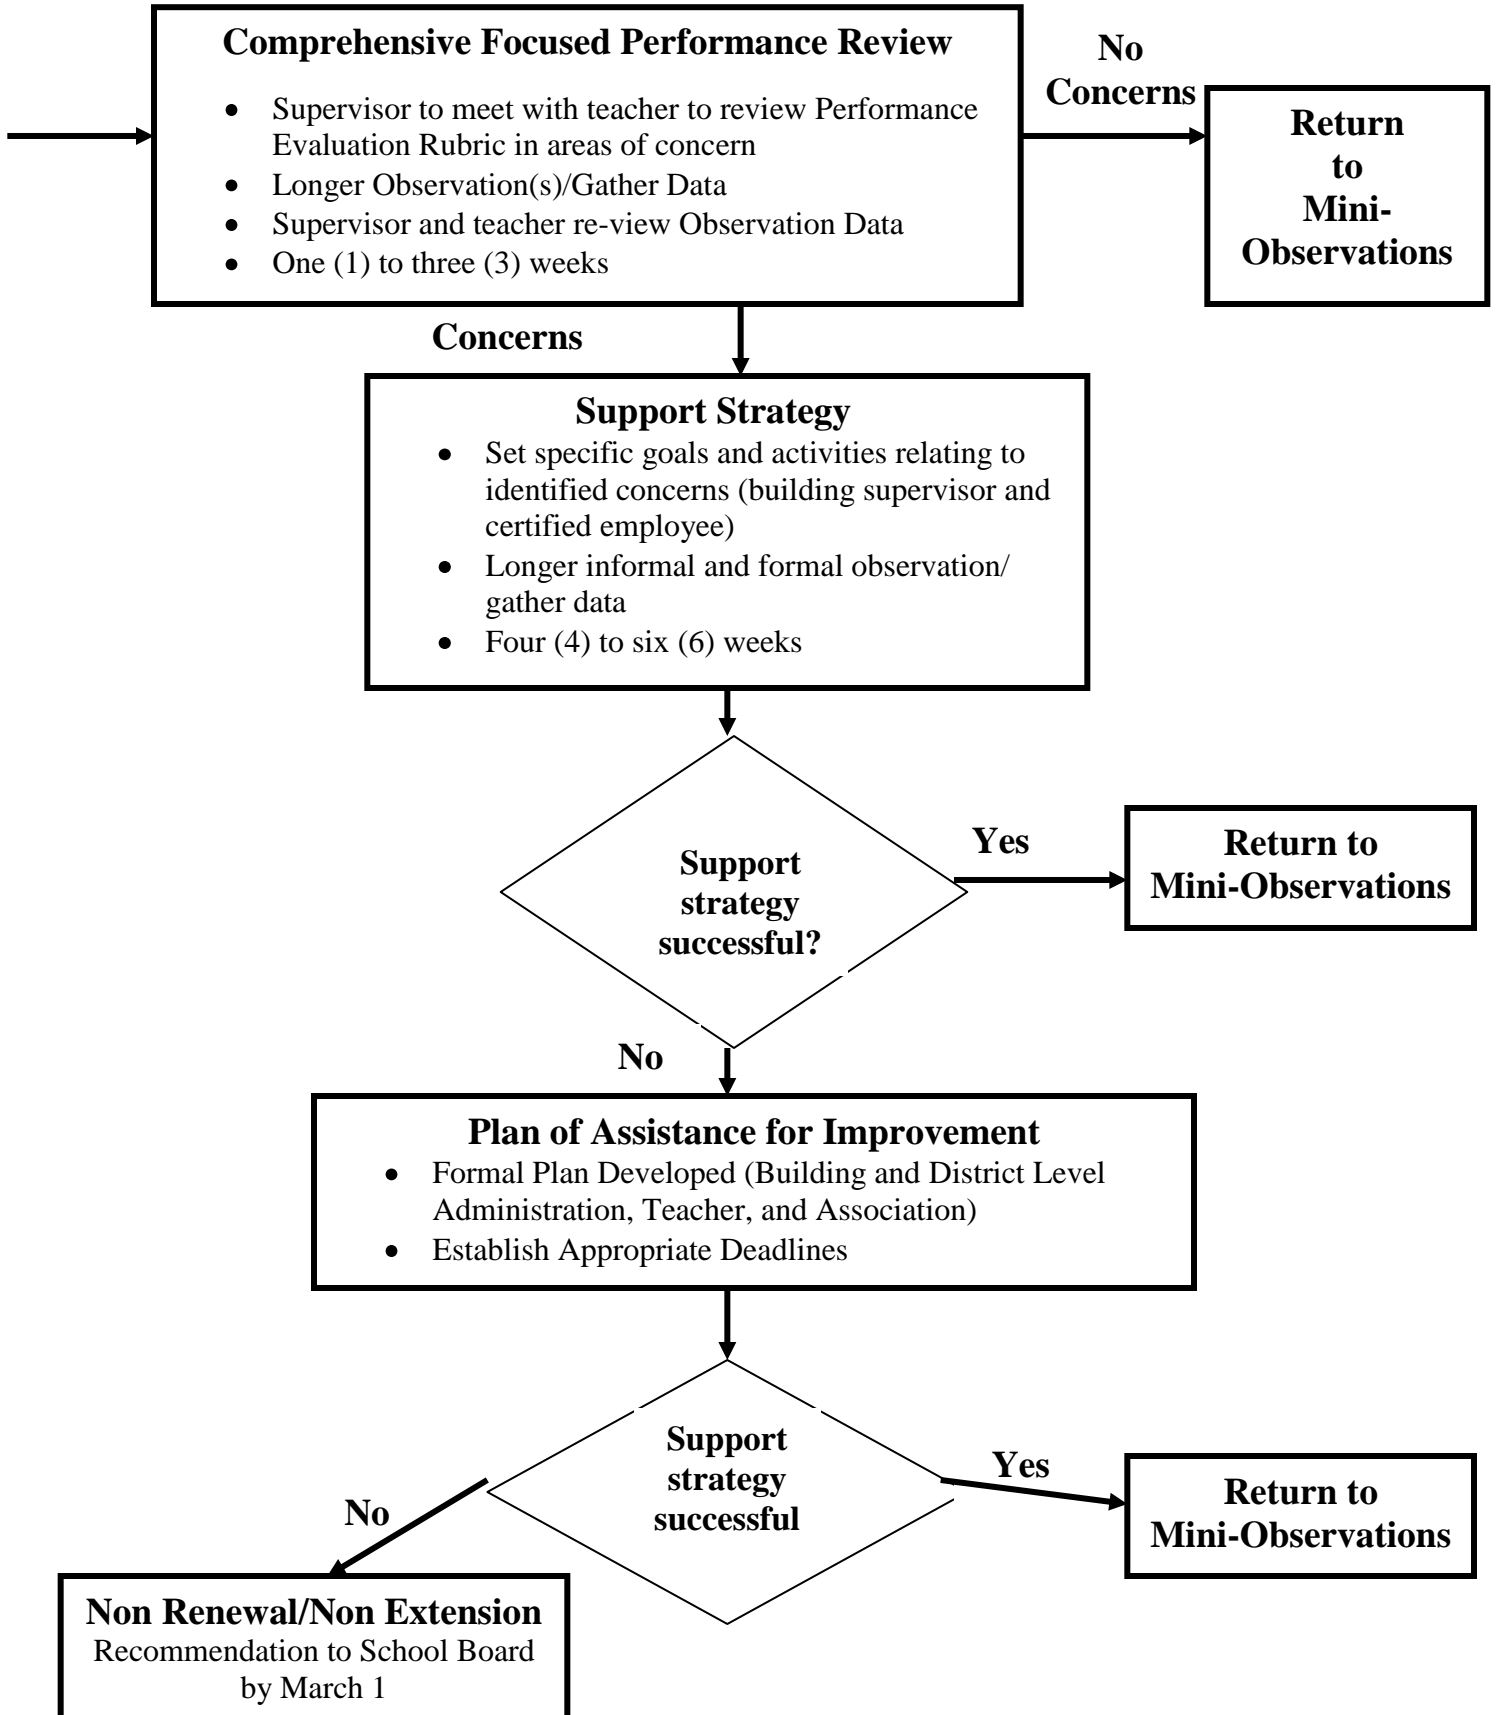 Comprehensive Focused Performance Review
• Supervisor to meet with teacher to review Performance
Evaluation Rubric in areas of concern
• Longer Observation(s)/Gather Data
• Supervisor and teacher re-view Observation Data
• One (1) to three (3) weeks
No
Concerns
Return
to
Mini-
Observations
Concerns
Support Strategy
• Set specific goals and activities relating to
identified concerns (building supervisor and
certified employee)
• Longer informal and formal observation/
gather data
• Four (4) to six (6) weeks
Support
strategy
successful?
Yes
Return to
Mini-Observations
No
Plan of Assistance for Improvement
• Formal Plan Developed (Building and District Level
Administration, Teacher, and Association)
• Establish Appropriate Deadlines
Support
strategy
successful
Yes
Return to
Mini-Observations
No
Non Renewal/Non Extension
Recommendation to School Board
by March 1